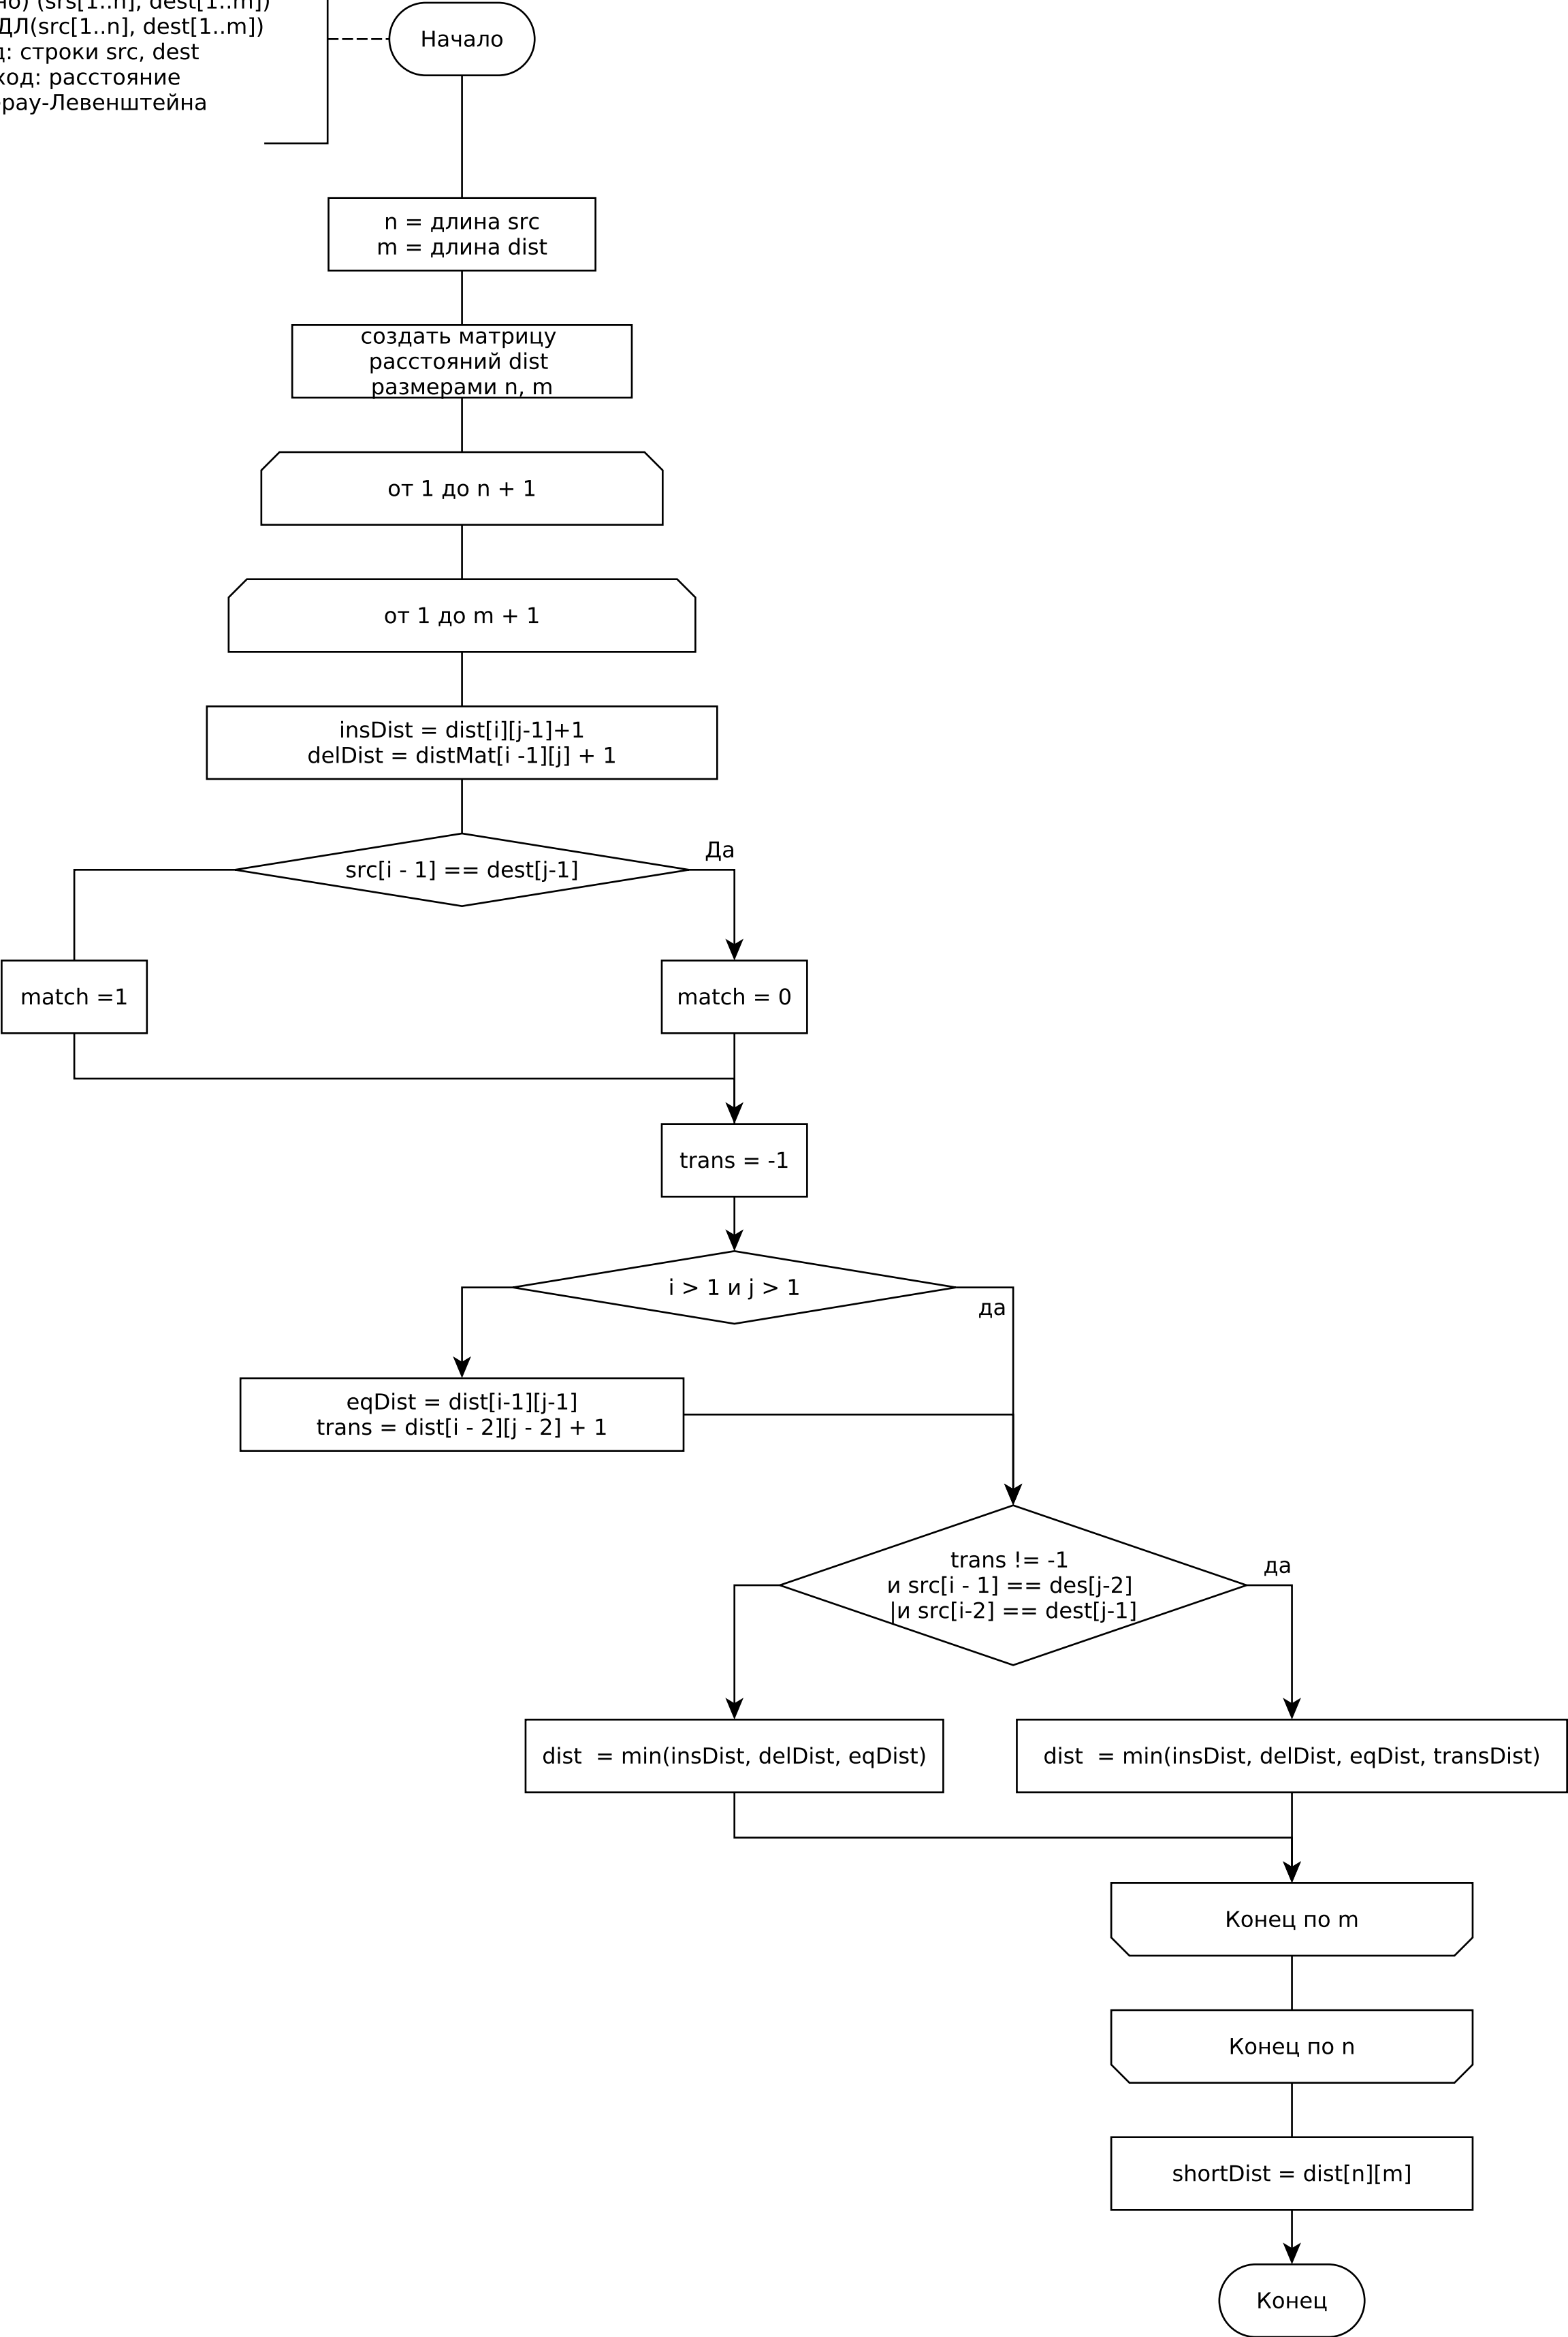 (srs[1..n], dest[1..m])
ДЛ(src[1..n], dest[1..m])
строки src, dest
расстояние
рау-Левенштейна
Начало
n = длина src
m = длина dist
создать матрицу
расстояний dist
размерами n, m
от 1 до n + 1
от 1 до m + 1
insDist = dist[i][j-1]+1
delDist = distMat[i -1][j] + 1
Да
src[i - 1] == dest[j-1]
match =1
match = 0
trans = -1
i > 1 и j > 1
да
eqDist = dist[i-1][j-1]
trans = dist[i - 2][j - 2] + 1
trans != -1
и src[i - 1] == des[j-2]
|и src[i-2] == dest[j-1]
да
dist  = min(insDist, delDist, eqDist)
dist  = min(insDist, delDist, eqDist, transDist)
Конец по m
Конец по n
shortDist = dist[n][m]
Конец